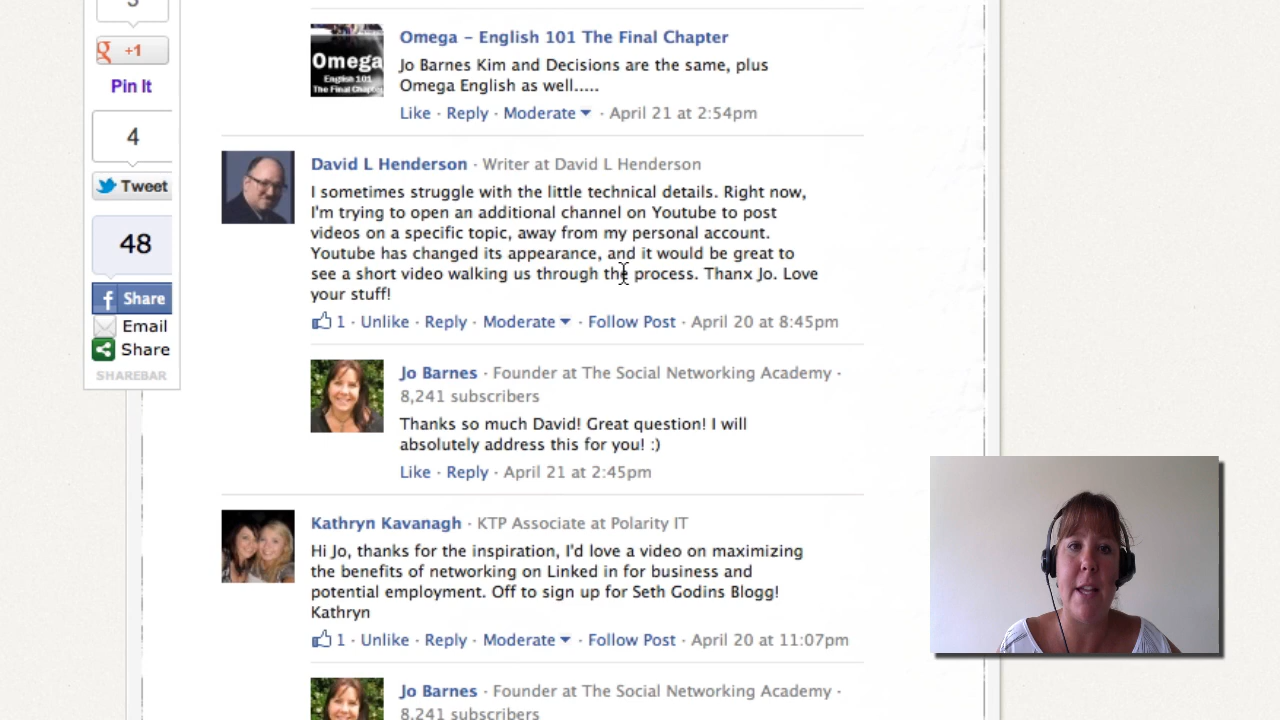 3
+1
Pin It
4
Tweet
48
Share
Email
Share
SHAREBAR
Omega
English 101
The Final Chapter
Omega – English 101 The Final Chapter
Jo Barnes Kim and Decisions are the same, plus
Omega English as well.....
Like · Reply · Moderate · April 21 at 2:54pm
David L Henderson · Writer at David L Henderson
I sometimes struggle with the little technical details. Right now,
I'm trying to open an additional channel on Youtube to post
videos on a specific topic, away from my personal account.
Youtube has changed its appearance, and it would be great to
see a short video walking us through the process. Thanx Jo. Love
your stuff!
1 · Unlike · Reply · Moderate · Follow Post · April 20 at 8:45pm
Jo Barnes · Founder at The Social Networking Academy ·
8,241 subscribers
Thanks so much David! Great question! I will
absolutely address this for you! :)
Like · Reply · April 21 at 2:45pm
Kathryn Kavanagh · KTP Associate at Polarity IT
Hi Jo, thanks for the inspiration, I'd love a video on maximizing
the benefits of networking on Linked in for business and
potential employment. Off to sign up for Seth Godins Blogg!
Kathryn
1 · Unlike · Reply · Moderate · Follow Post · April 20 at 11:07pm
Jo Barnes · Founder at The Social Networking Academy ·
8,241 subscribers